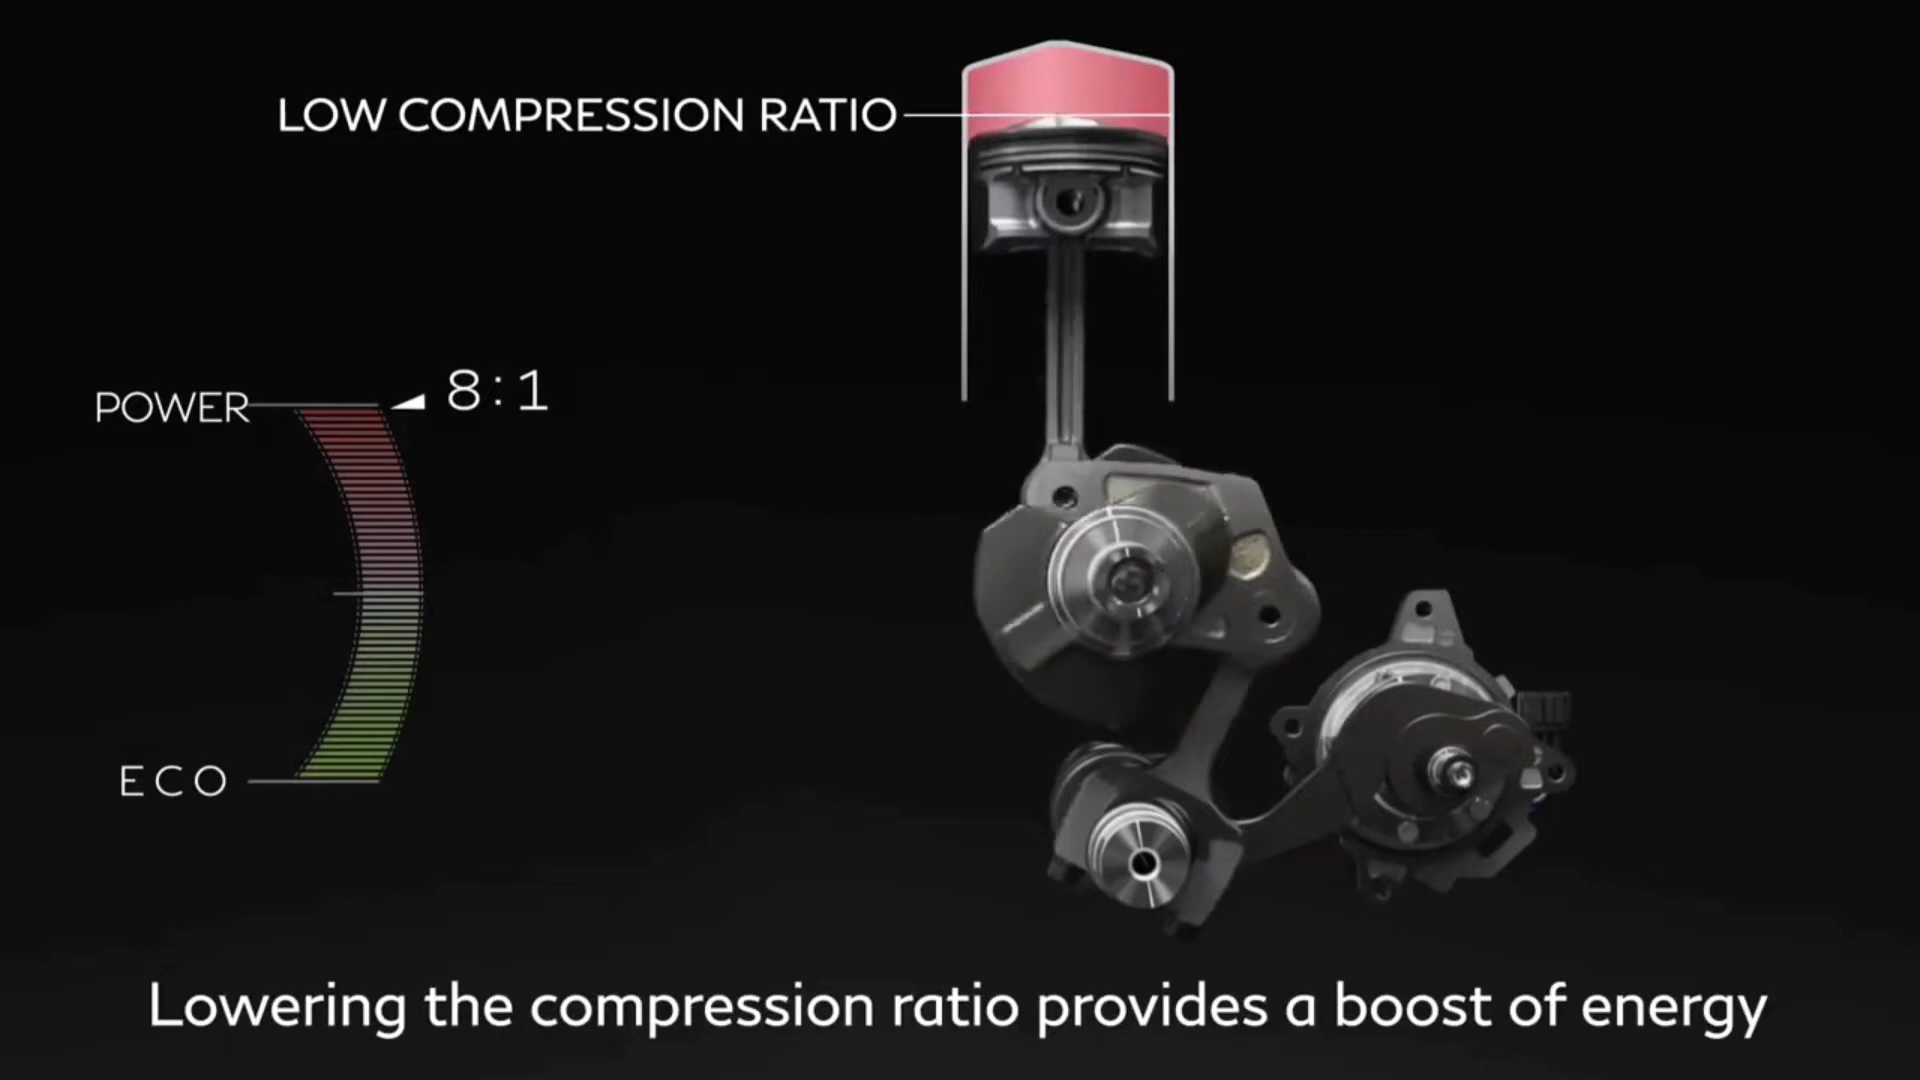 LOW COMPRESSION RATIO
8:1
POWER
ECO
Lowering the compression ratio provides a boost of energy